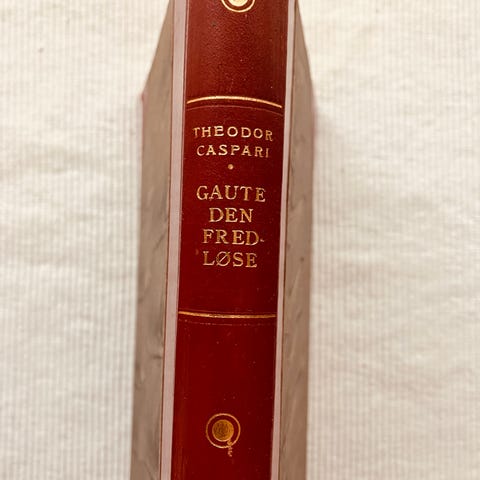 THEODOR
CASPARI
GAUTE
DEN
FRED-
LØSE